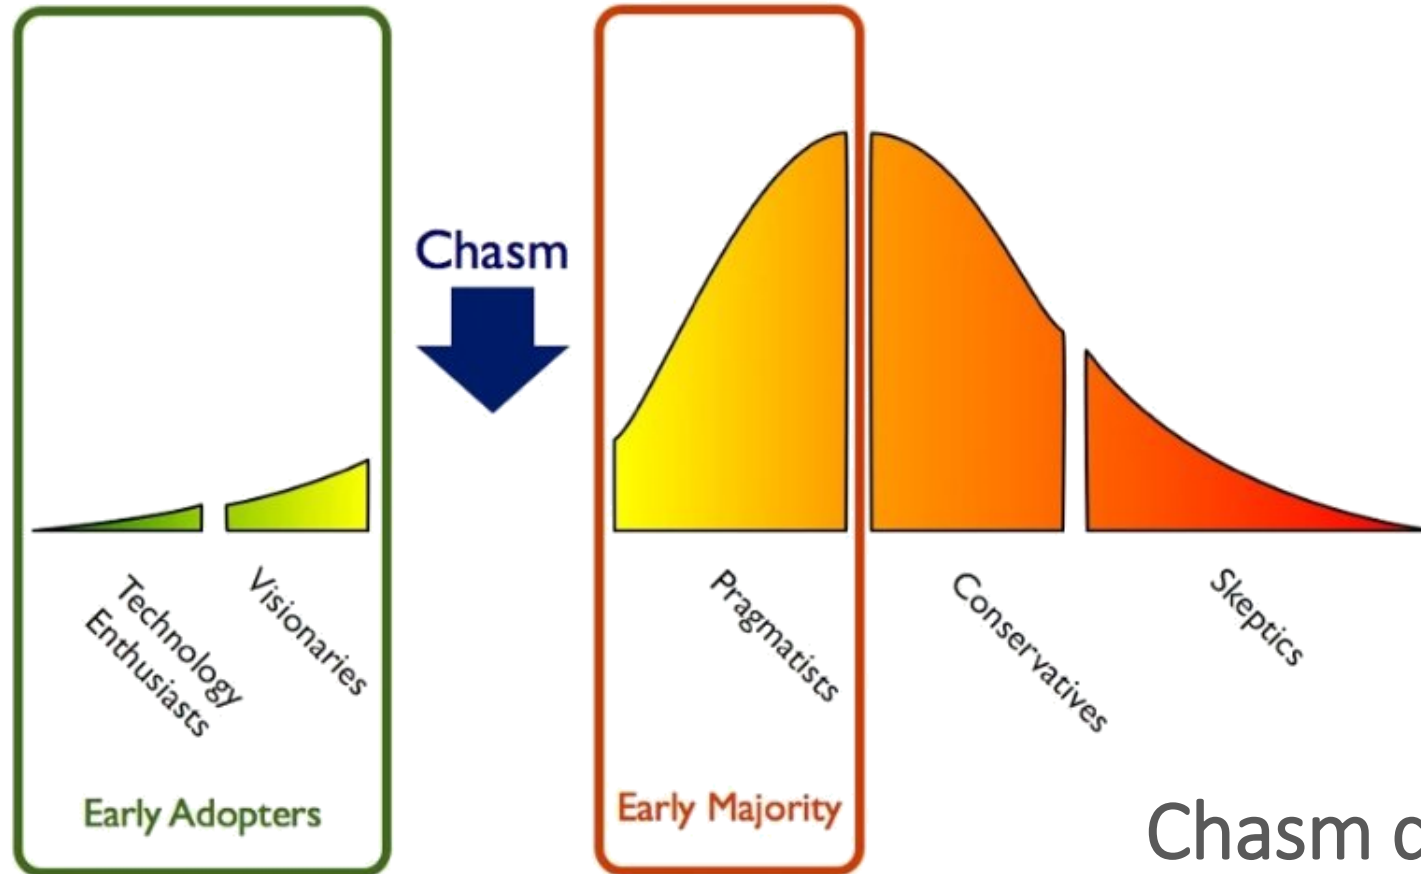 Chasm
Technology
Enthusiasts
Visionaries
Pragmatists
Conservatives
Skeptics
Early Adopters
Early Majority
Chasm